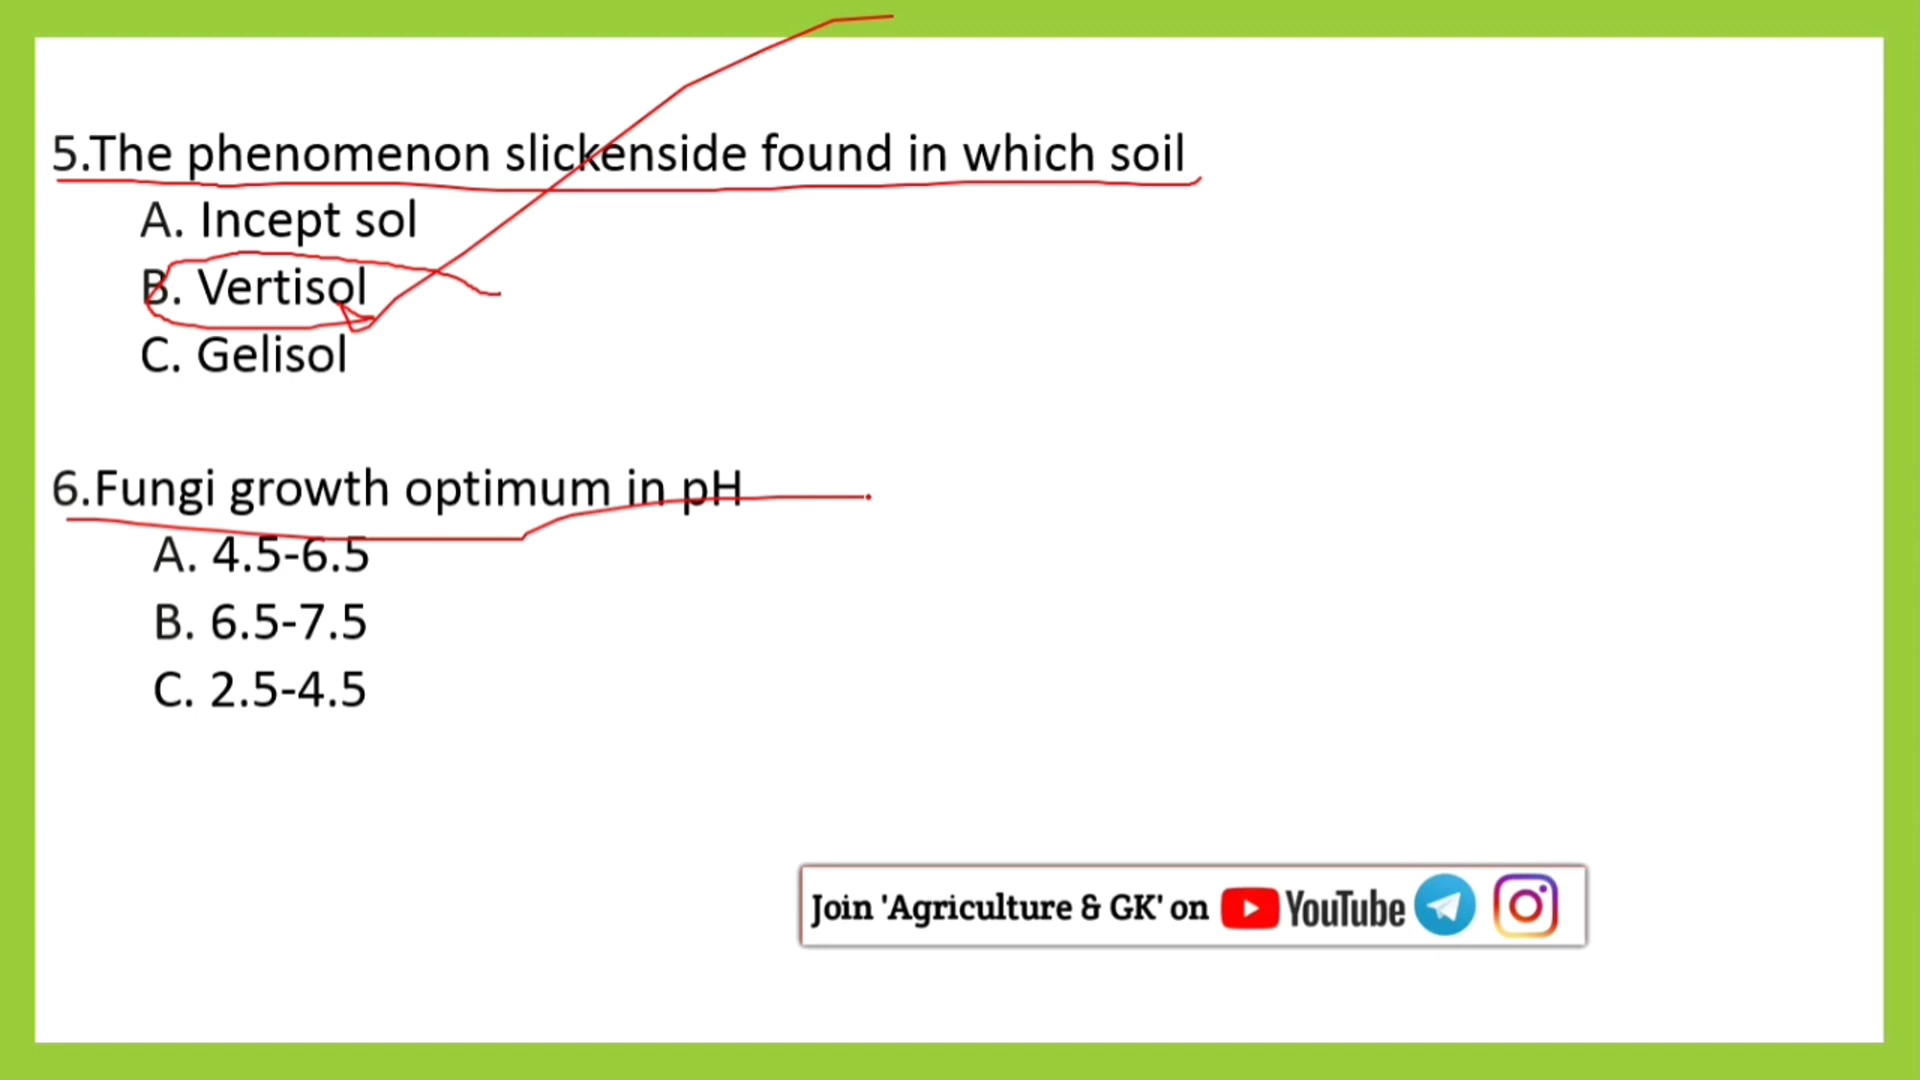 5.The phenomenon slickenside found in which soil
A. Incept sol
B. Vertisol
C. Gelisol
6.Fungi growth optimum in pH
A. 4.5-6.5
B. 6.5-7.5
C. 2.5-4.5
Join 'Agriculture & GK' on YouTube